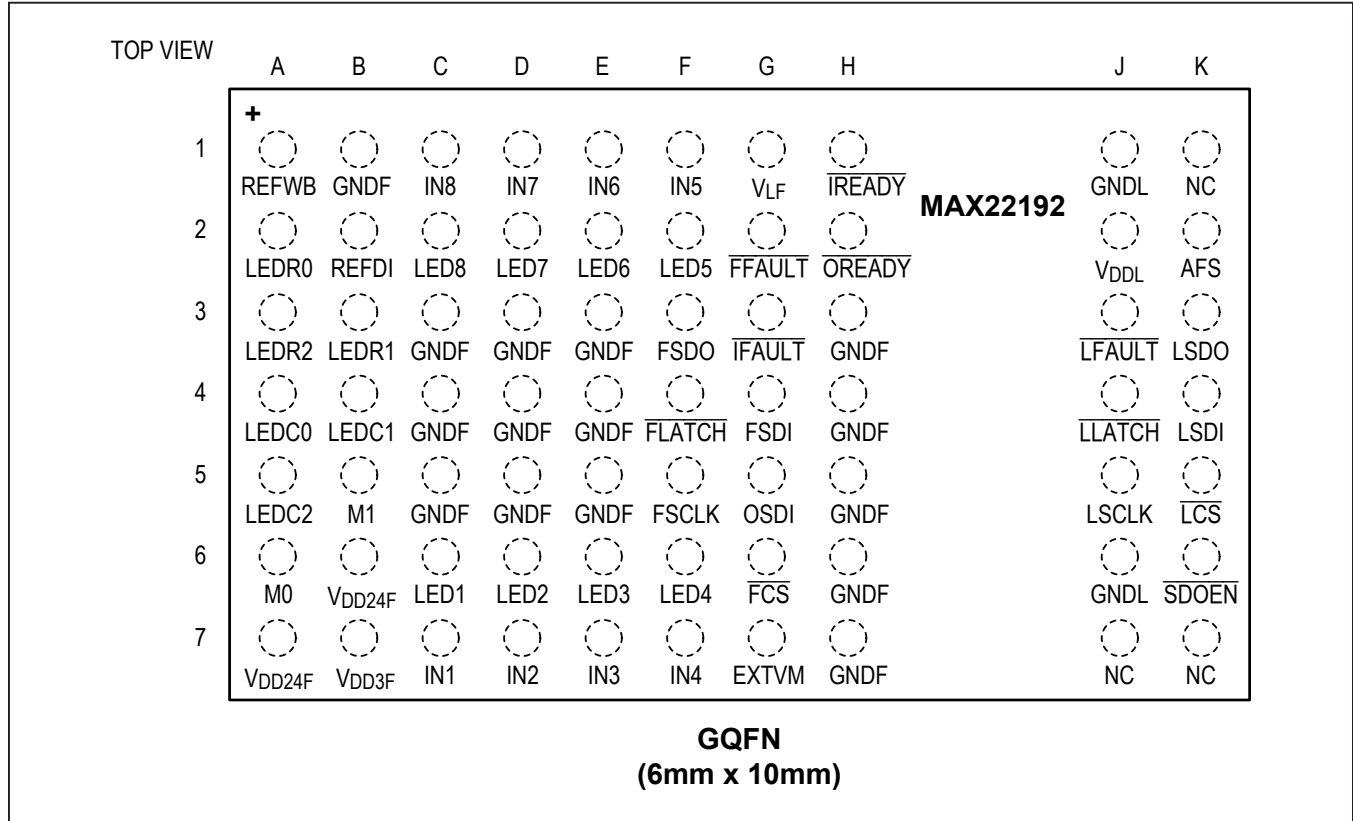 TOP VIEW
A B C D E F G H J K
+
1
REFWB GNDF IN8 IN7 IN6 IN5 VLF IREADY GNDL NC
MAX22192
2
LEDR0 REFDI LED8 LED7 LED6 LED5 FFAULT OREADY VDDL AFS
3
LEDR2 LEDR1 GNDF GNDF GNDF FSDO IFAULT GNDF LFAULT LSDO
4
LEDC0 LEDC1 GNDF GNDF GNDF FLATCH FSDI GNDF LLATCH LSDI
5
LEDC2 M1 GNDF GNDF GNDF FSCLK OSDI GNDF LSCLK LCS
6
M0 VDD24F LED1 LED2 LED3 LED4 FCS GNDF GNDL SDOEN
7
VDD24F VDD3F IN1 IN2 IN3 IN4 EXTVM GNDF NC NC
GQFN
(6mm x 10mm)